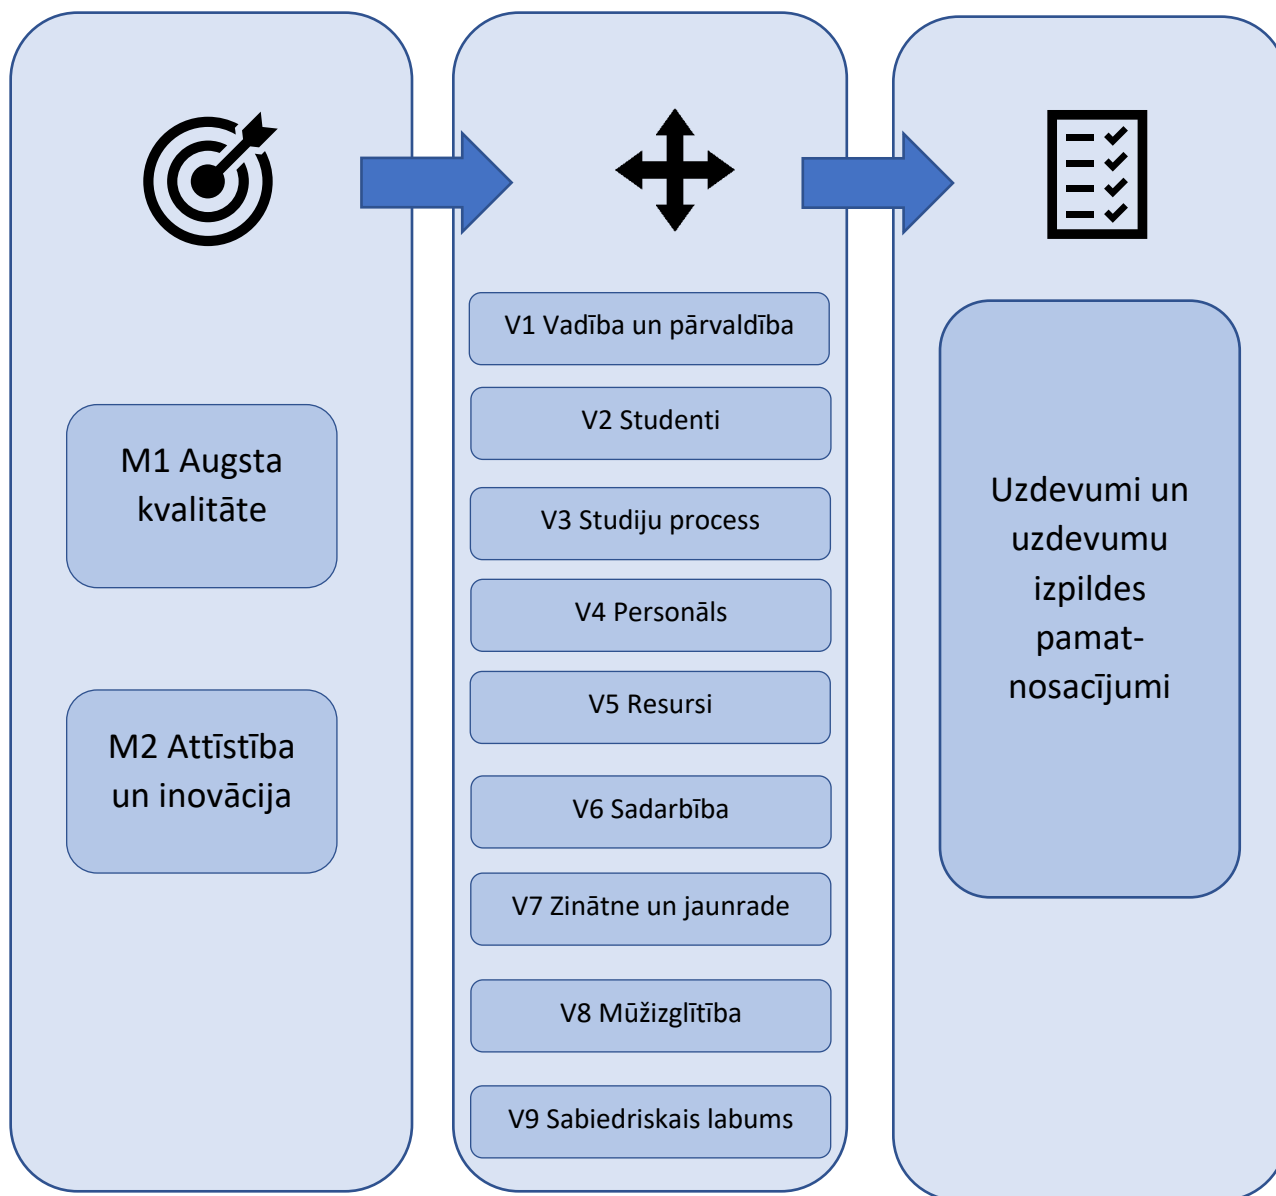 M1 Augsta
kvalitāte
M2 Attīstība
un inovācija
V1 Vadība un pārvaldība
V2 Studenti
V3 Studiju process
V4 Personāls
V5 Resursi
V6 Sadarbība
V7 Zinātne un jaunrade
V8 Mūžizglītība
V9 Sabiedriskais labums
Uzdevumi un
uzdevumu
izpildes
pamat-
nosacījumi